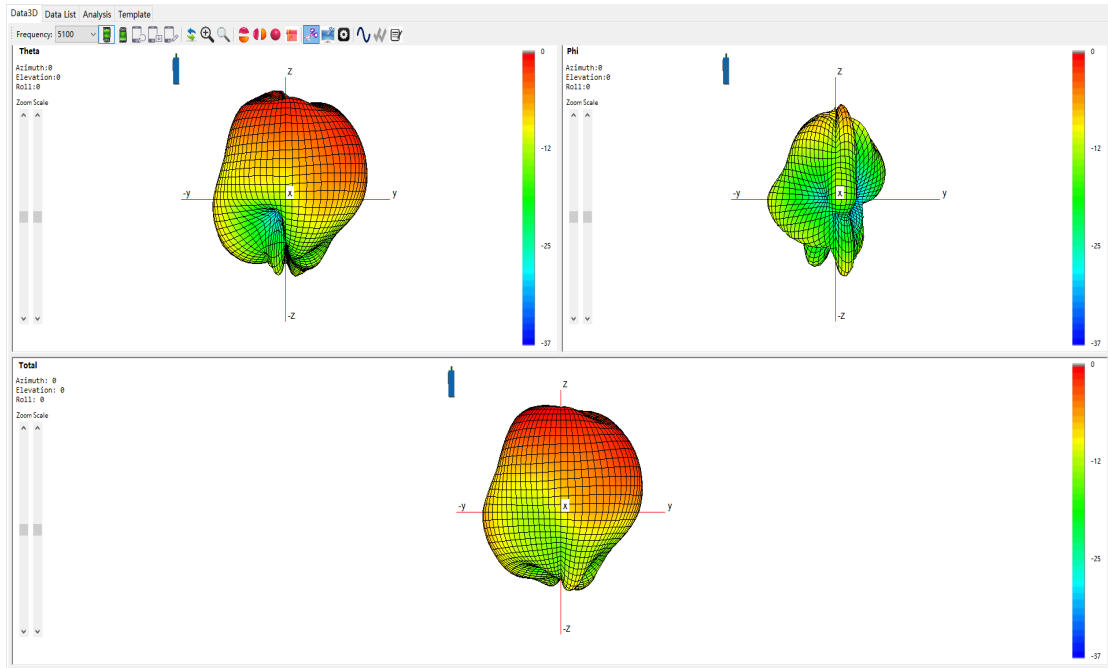 Data3D Data List Analysis Template
Frequency: 5100
Theta
Azimuth:0
Elevation:0
Roll:0
Zoom Scale
Z
-y
X
y
-Z
0
-12
-25
-37
Phi
Azimuth:0
Elevation:0
Roll:0
Zoom Scale
Z
-y
X
y
-Z
0
-12
-25
-37
Total
Azimuth: 0
Elevation: 0
Roll: 0
Zoom Scale
Z
-y
X
y
-Z
0
-12
-25
-37